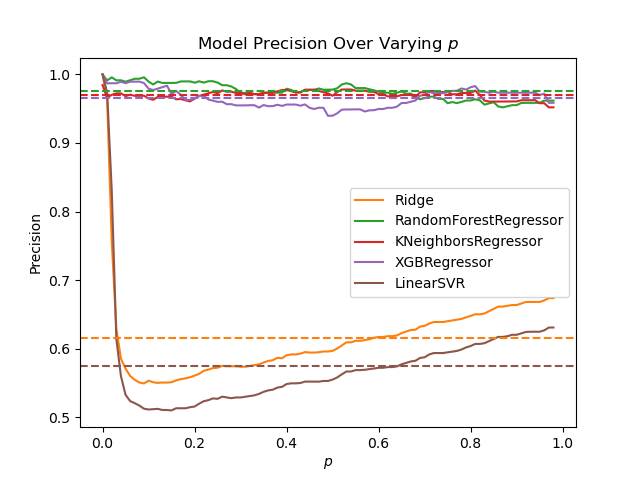 Model Precision Over Varying p
Precision
1.0
0.9
0.8
0.7
0.6
0.5
Ridge
RandomForestRegressor
KNeighborsRegressor
XGBRegressor
LinearSVR
0.0 0.2 0.4 0.6 0.8 1.0
p